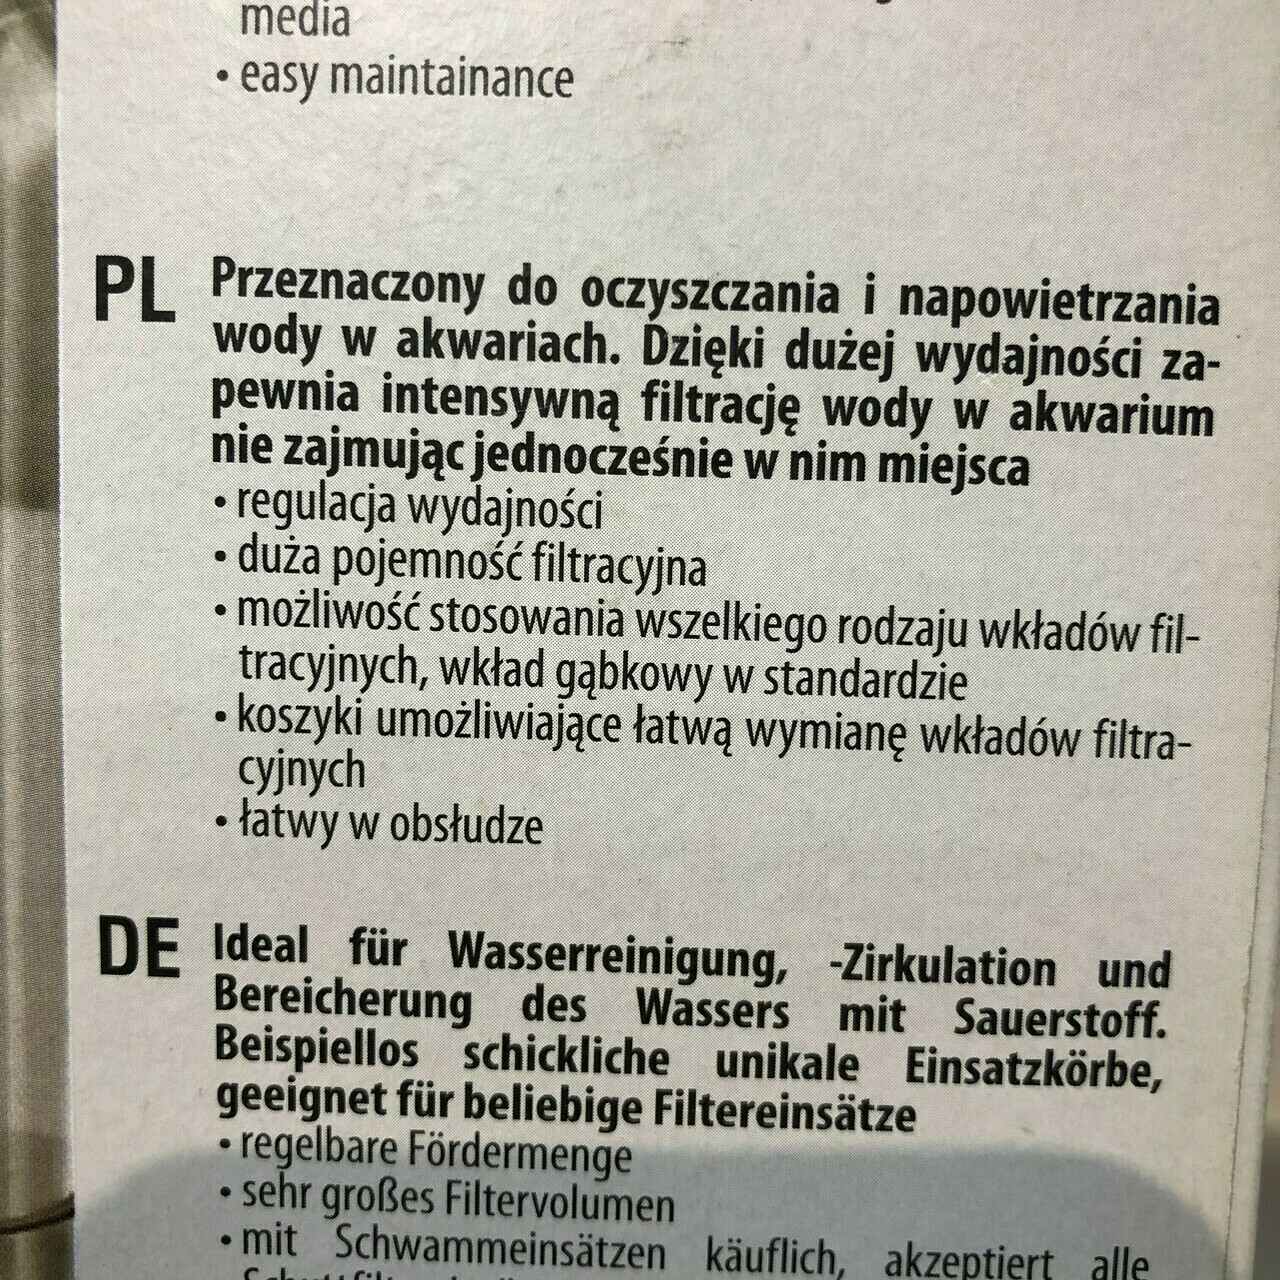 media
• easy maintainance
PL Przeznaczony do oczyszczania i napowietrzania
wody w akwariach. Dzięki dużej wydajności za-
pewnia intensywną filtrację wody w akwarium
nie zajmując jednocześnie w nim miejsca
• regulacja wydajności
• duża pojemność filtracyjna
• możliwość stosowania wszelkiego rodzaju wkładów fil-
tracyjnych, wkład gąbkowy w standardzie
• koszyki umożliwiające łatwą wymianę wkładów filtra-
cyjnych
• łatwy w obsłudze
DE Ideal für Wasserreinigung, -Zirkulation und
Bereicherung des Wassers mit Sauerstoff.
Beispiellos schickliche unikale Einsatzkörbe,
geeignet für beliebige Filtereinsätze
• regelbare Fördermenge
• sehr großes Filtervolumen
• mit Schwammeinsätzen käuflich, akzeptiert alle